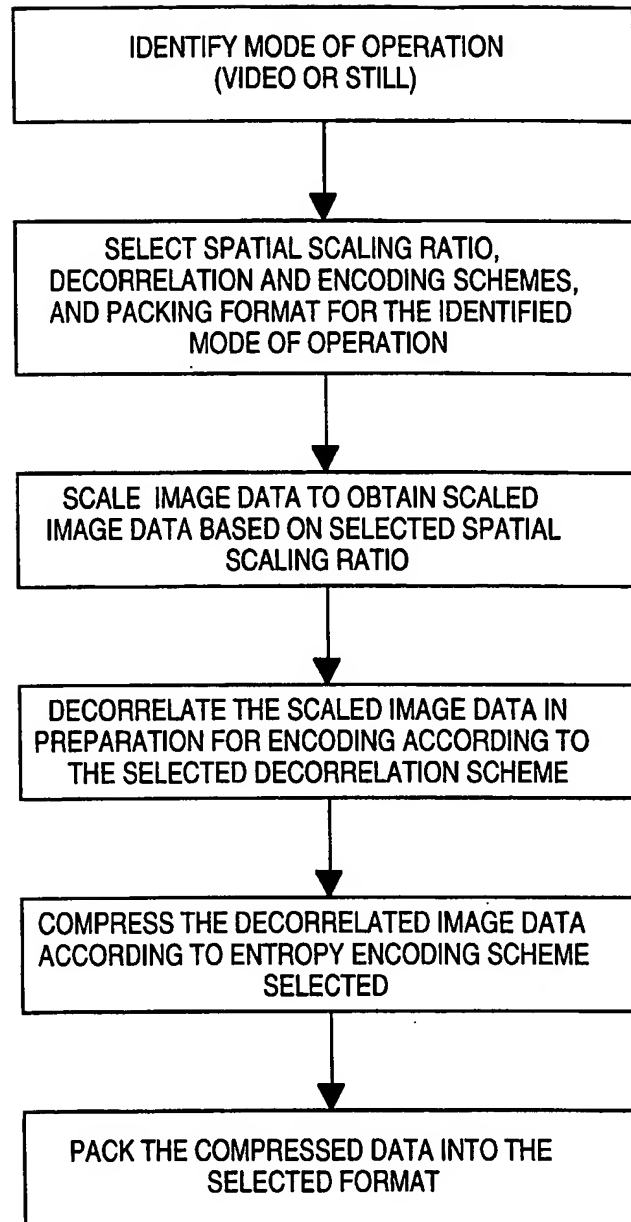 IDENTIFY MODE OF OPERATION
(VIDEO OR STILL)
SELECT SPATIAL SCALING RATIO,
DECORRELATION AND ENCODING SCHEMES,
AND PACKING FORMAT FOR THE IDENTIFIED
MODE OF OPERATION
SCALE IMAGE DATA TO OBTAIN SCALED
IMAGE DATA BASED ON SELECTED SPATIAL
SCALING RATIO
DECORRELATE THE SCALED IMAGE DATA IN
PREPARATION FOR ENCODING ACCORDING TO
THE SELECTED DECORRELATION SCHEME
COMPRESS THE DECORRELATED IMAGE DATA
ACCORDING TO ENTROPY ENCODING SCHEME
SELECTED
PACK THE COMPRESSED DATA INTO THE
SELECTED FORMAT